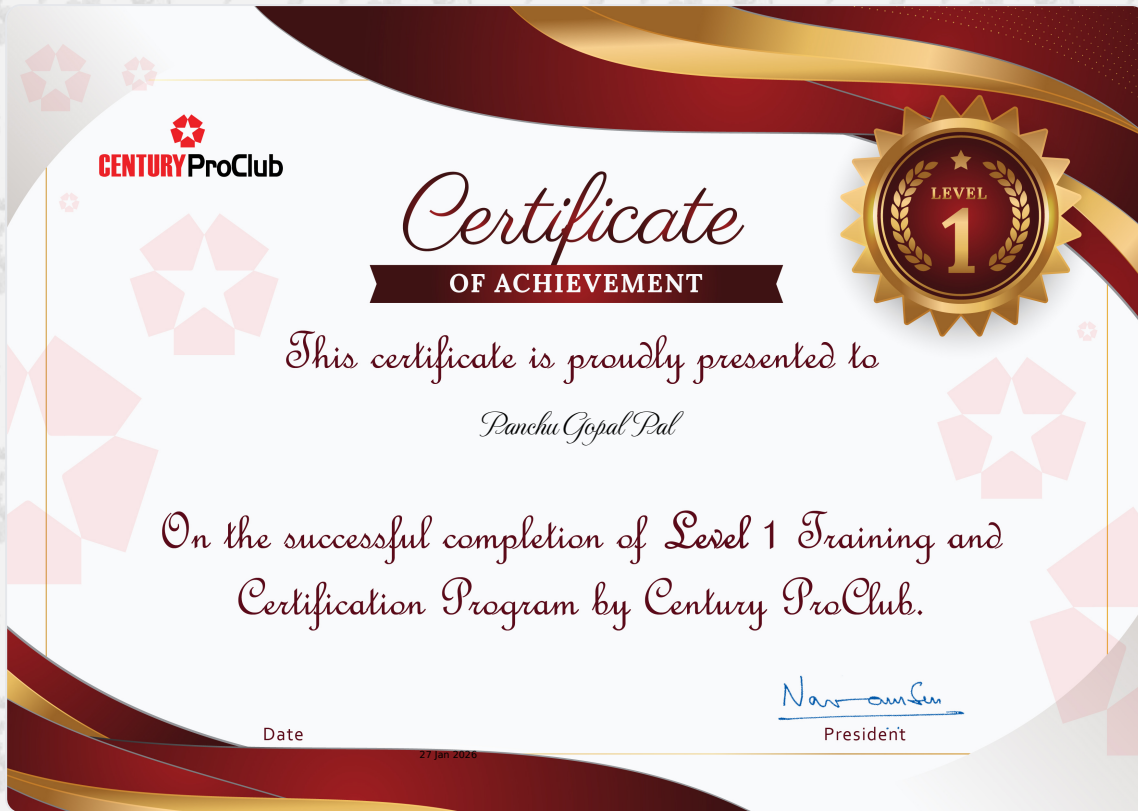 CENTURY ProClub
LEVEL
1
Certificate
OF ACHIEVEMENT
This certificate is proudly presented to
Panchu Gopal Pal
On the successful completion of Level 1 Training and
Certification Program by Century ProClub.
Date
President
27 Jan 2026